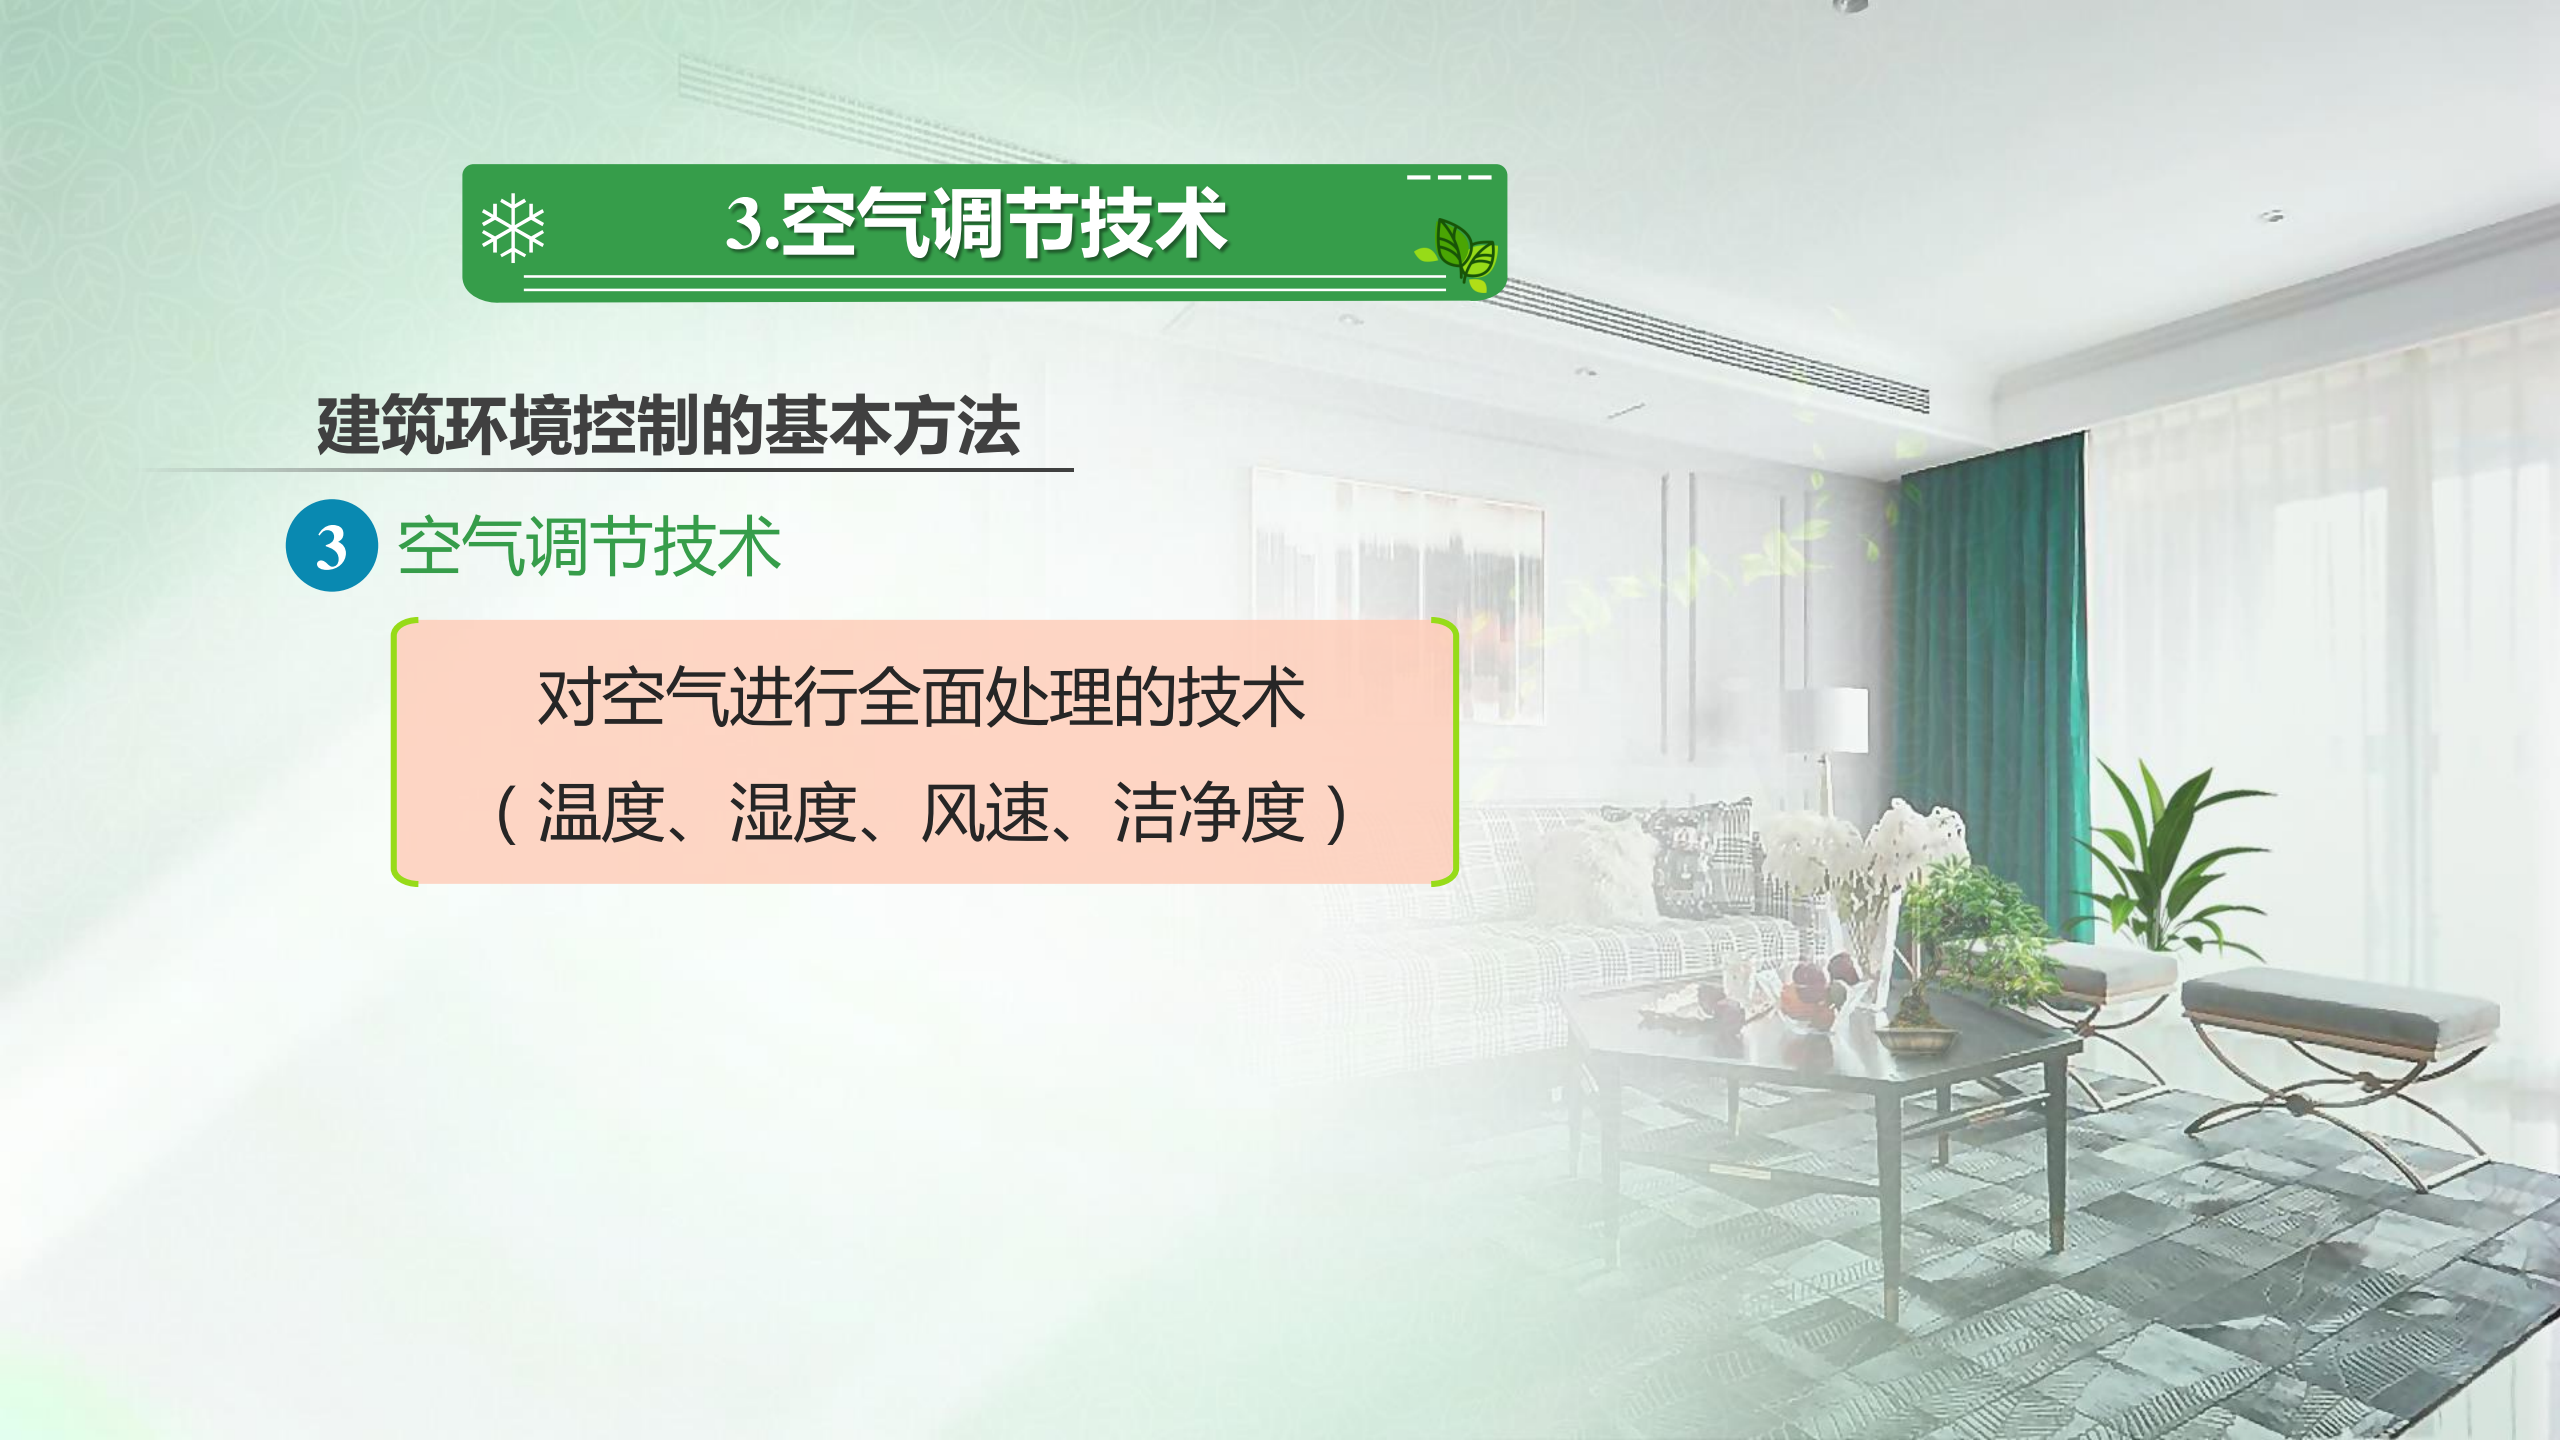 3.空气调节技术
建筑环境控制的基本方法
3 空气调节技术
对空气进行全面处理的技术
（温度、湿度、风速、洁净度）